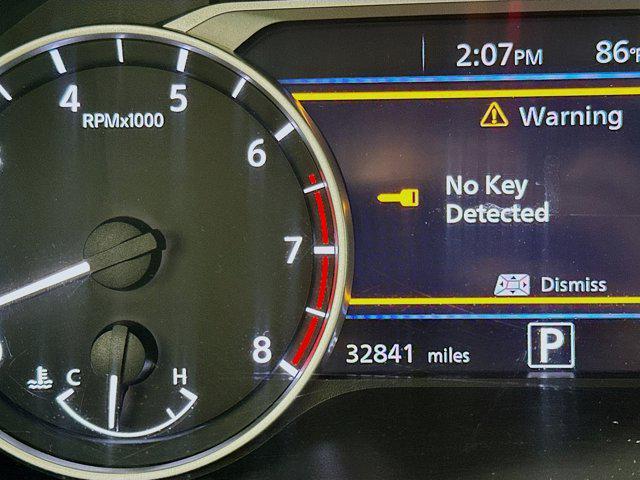 2:07PM 86°F
Warning
No Key
Detected
Dismiss
32841 miles P
4 5 6 7 8
RPMx1000
C H